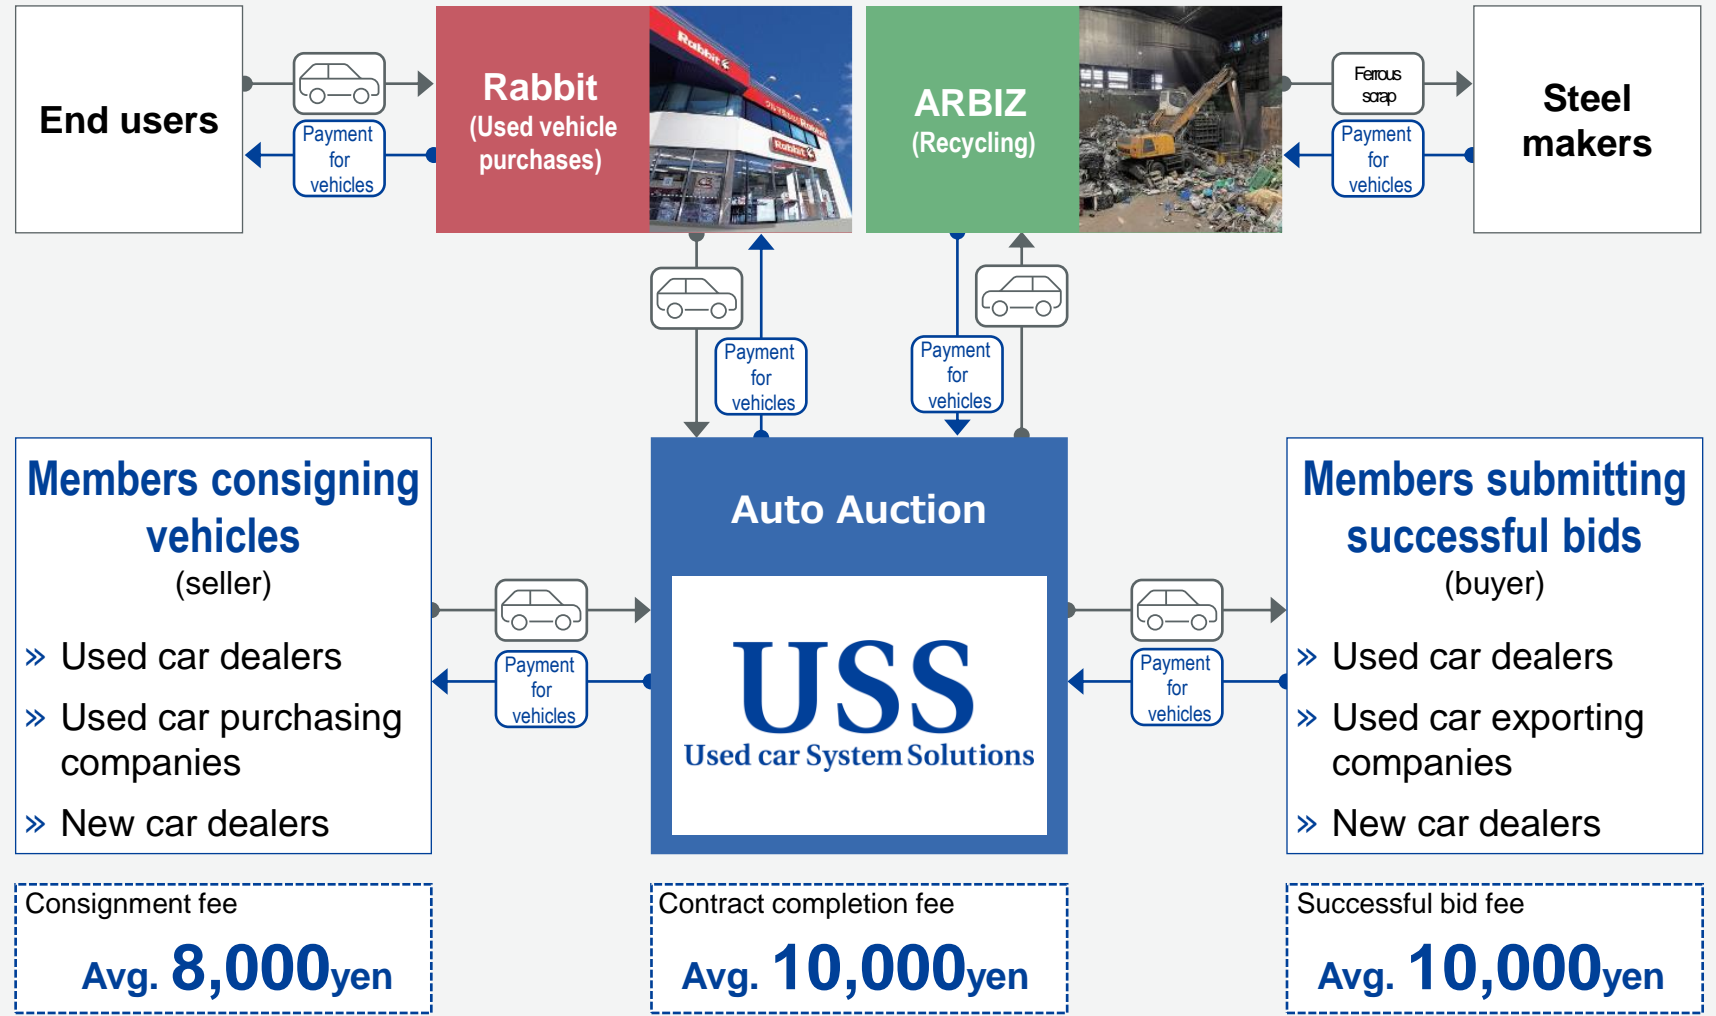 End users
Payment
for
vehicles
Rabbit
(Used vehicle
purchases)
Rabbit
Rabbit
Rabbit
ARBIZ
(Recycling)
Ferrous
scrap
Payment
for
vehicles
Steel
makers
Payment
for
vehicles
Payment
for
vehicles
Members consigning
vehicles
(seller)
» Used car dealers
» Used car purchasing
companies
» New car dealers
Payment
for
vehicles
Auto Auction
USS
Used car System Solutions
Payment
for
vehicles
Members submitting
successful bids
(buyer)
» Used car dealers
» Used car exporting
companies
» New car dealers
Consignment fee
Avg. 8,000yen
Contract completion fee
Avg. 10,000yen
Successful bid fee
Avg. 10,000yen